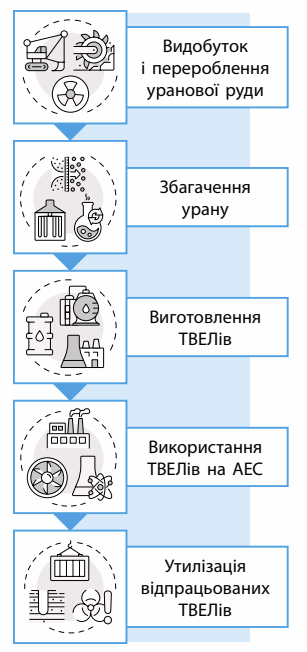 Видобуток
і перероблення
уранової руди
Збагачення
урану
Виготовлення
ТВЕЛів
Використання
ТВЕЛів на АЕС
Утилізація
відпрацьованих
ТВЕЛів